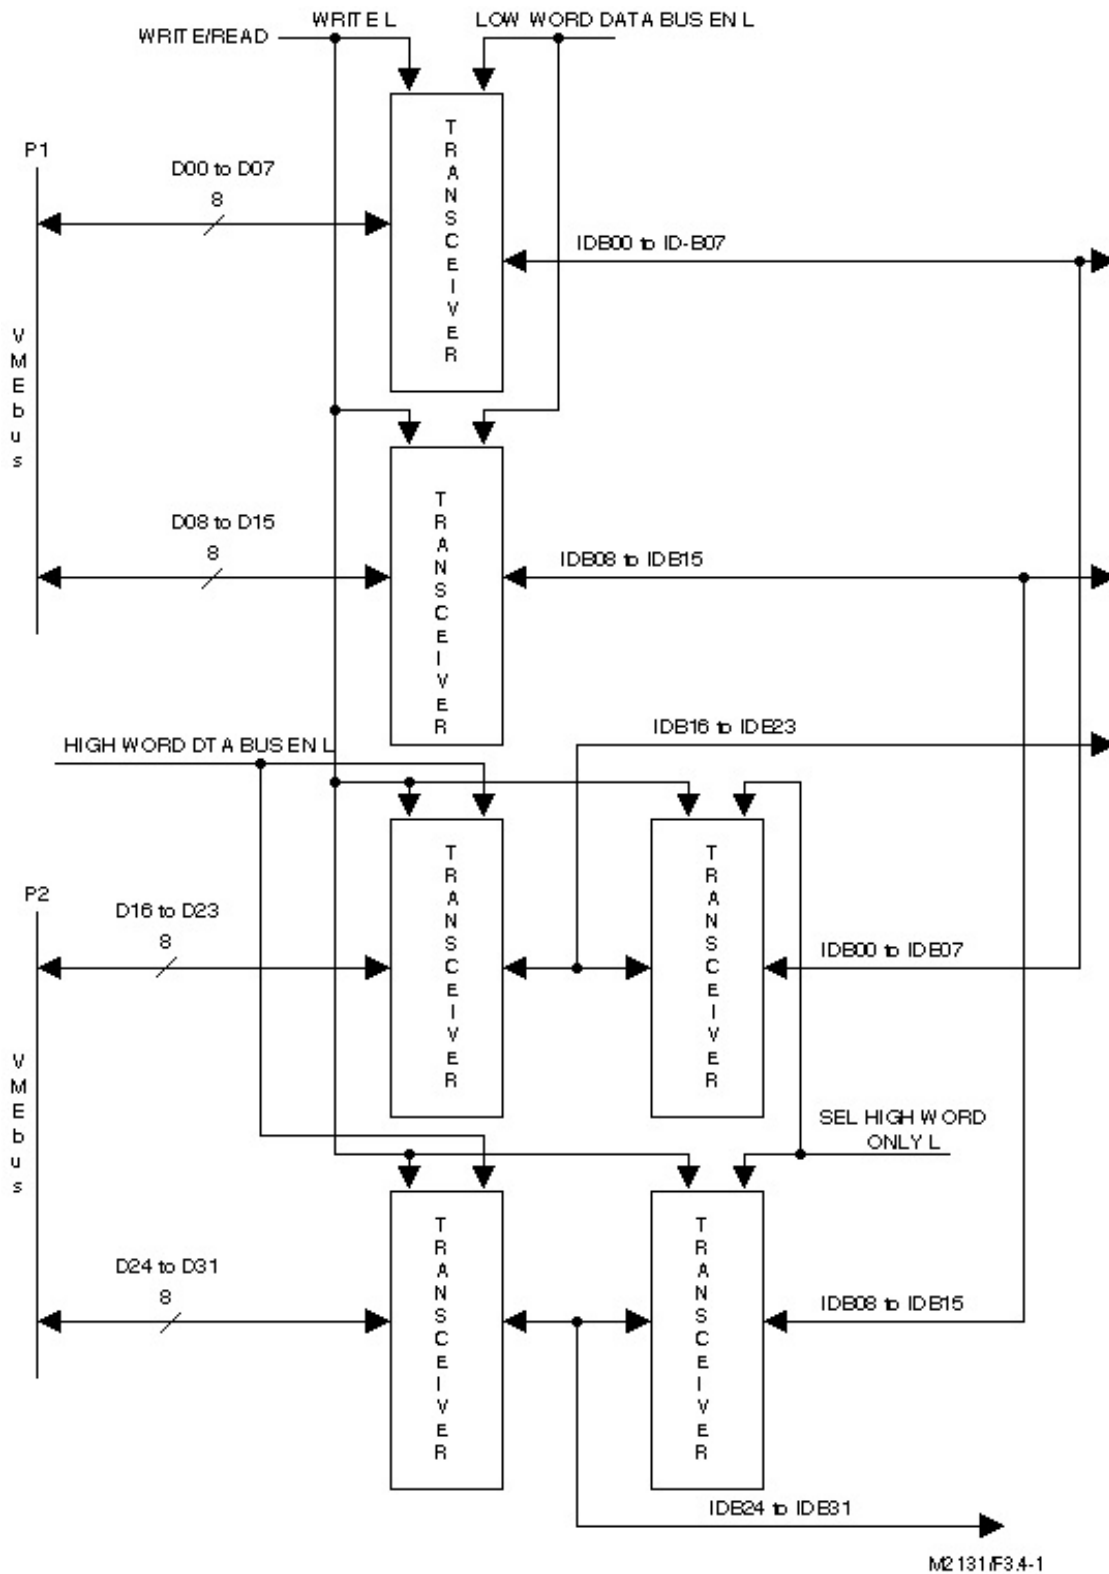 WRITE L
LOW WORD DATA BUS EN L
WRITE/READ
P1
D00 to D07
8
TRANSCEIVER
IDB00 to ID-B07
VMEbus
D08 to D15
8
TRANSCEIVER
IDB08 to IDB15
IDB16 to IDB23
HIGH WORD DT A BUS EN L
P2
D16 to D23
8
TRANSCEIVER
TRANSCEIVER
IDB00 to IDB07
VMEbus
SEL HIGH WORD
ONLY L
D24 to D31
8
TRANSCEIVER
TRANSCEIVER
IDB08 to IDB15
IDB24 to IDB31
M2131/F3.4-1